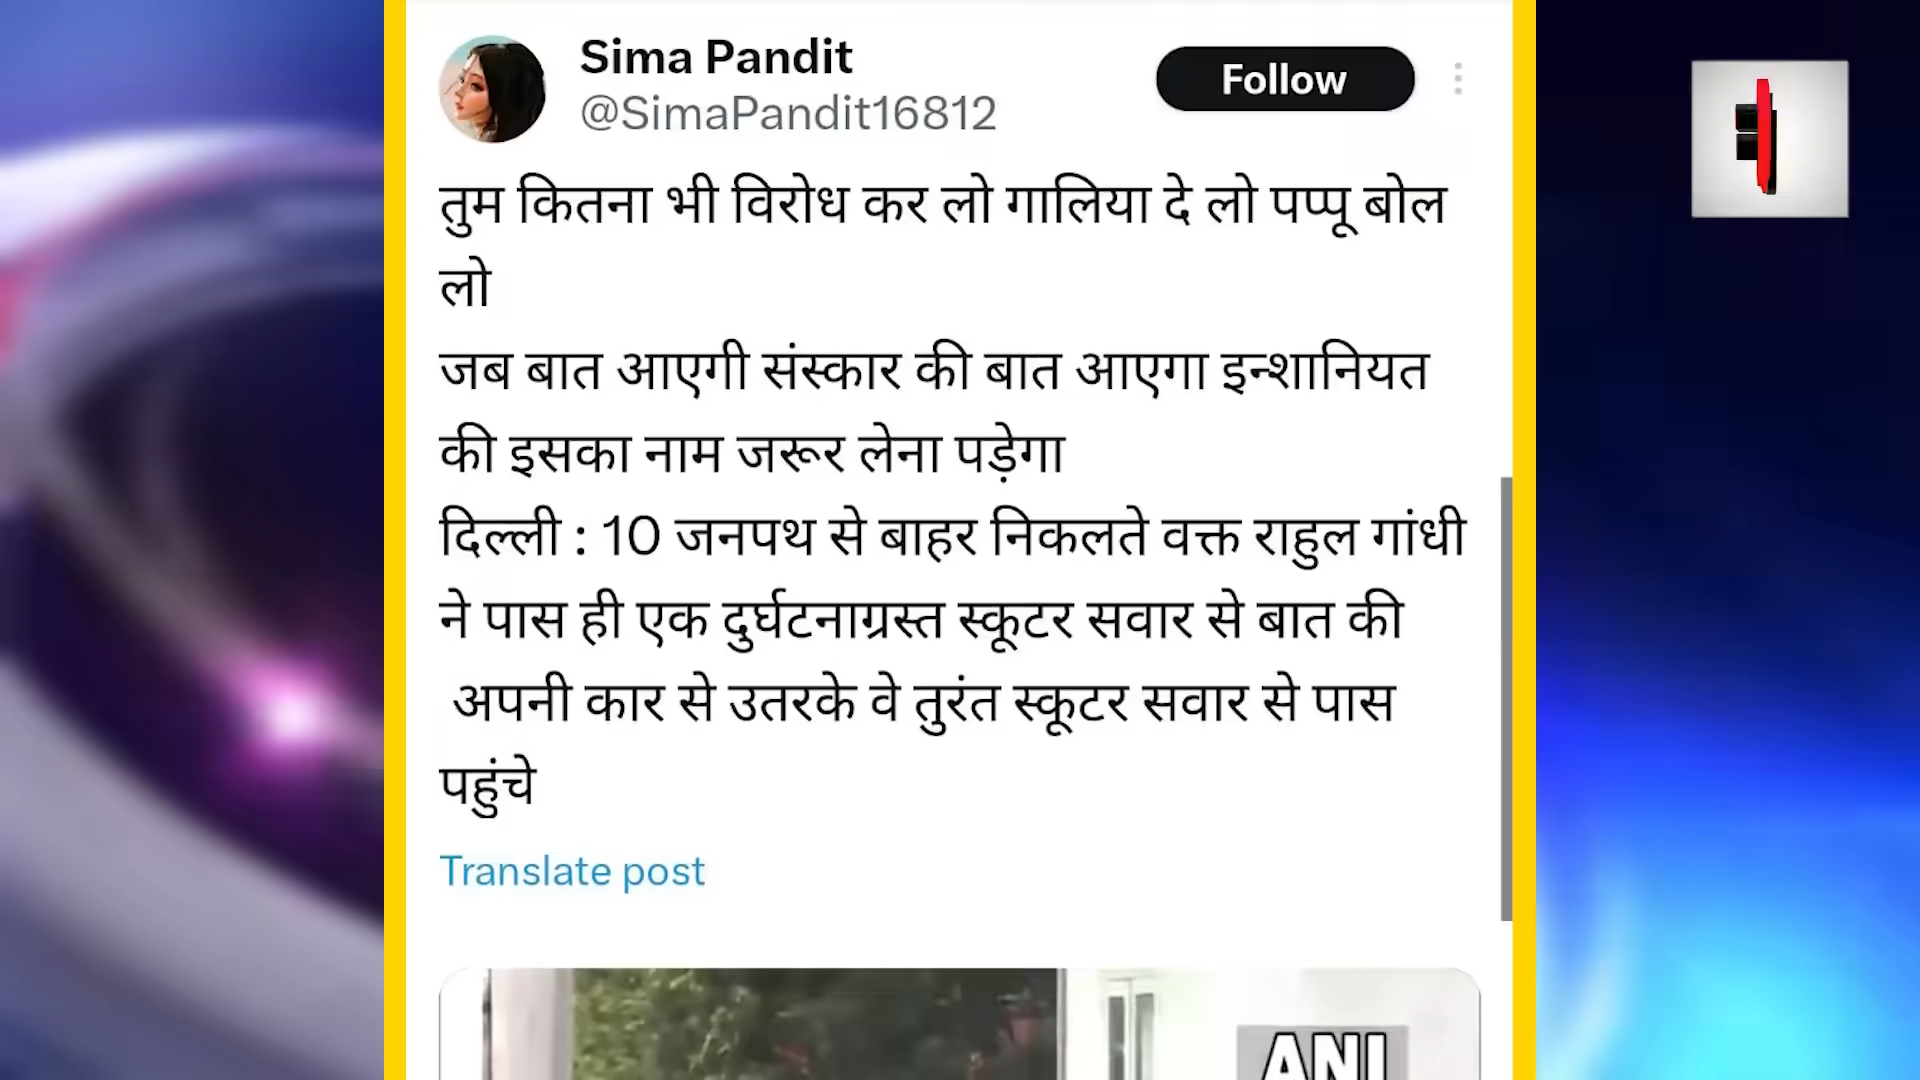 Sima Pandit
Follow
@SimaPandit16812
तुम कितना भी विरोध कर लो गालिया दे लो पप्पू बोल
लो
जब बात आएगी संस्कार की बात आएगा इन्शानियत
की इसका नाम जरूर लेना पड़ेगा
दिल्ली : 10 जनपथ से बाहर निकलते वक्त राहुल गांधी
ने पास ही एक दुर्घटनाग्रस्त स्कूटर सवार से बात की
अपनी कार से उतरके वे तुरंत स्कूटर सवार से पास
पहुंचे
Translate post
ANI